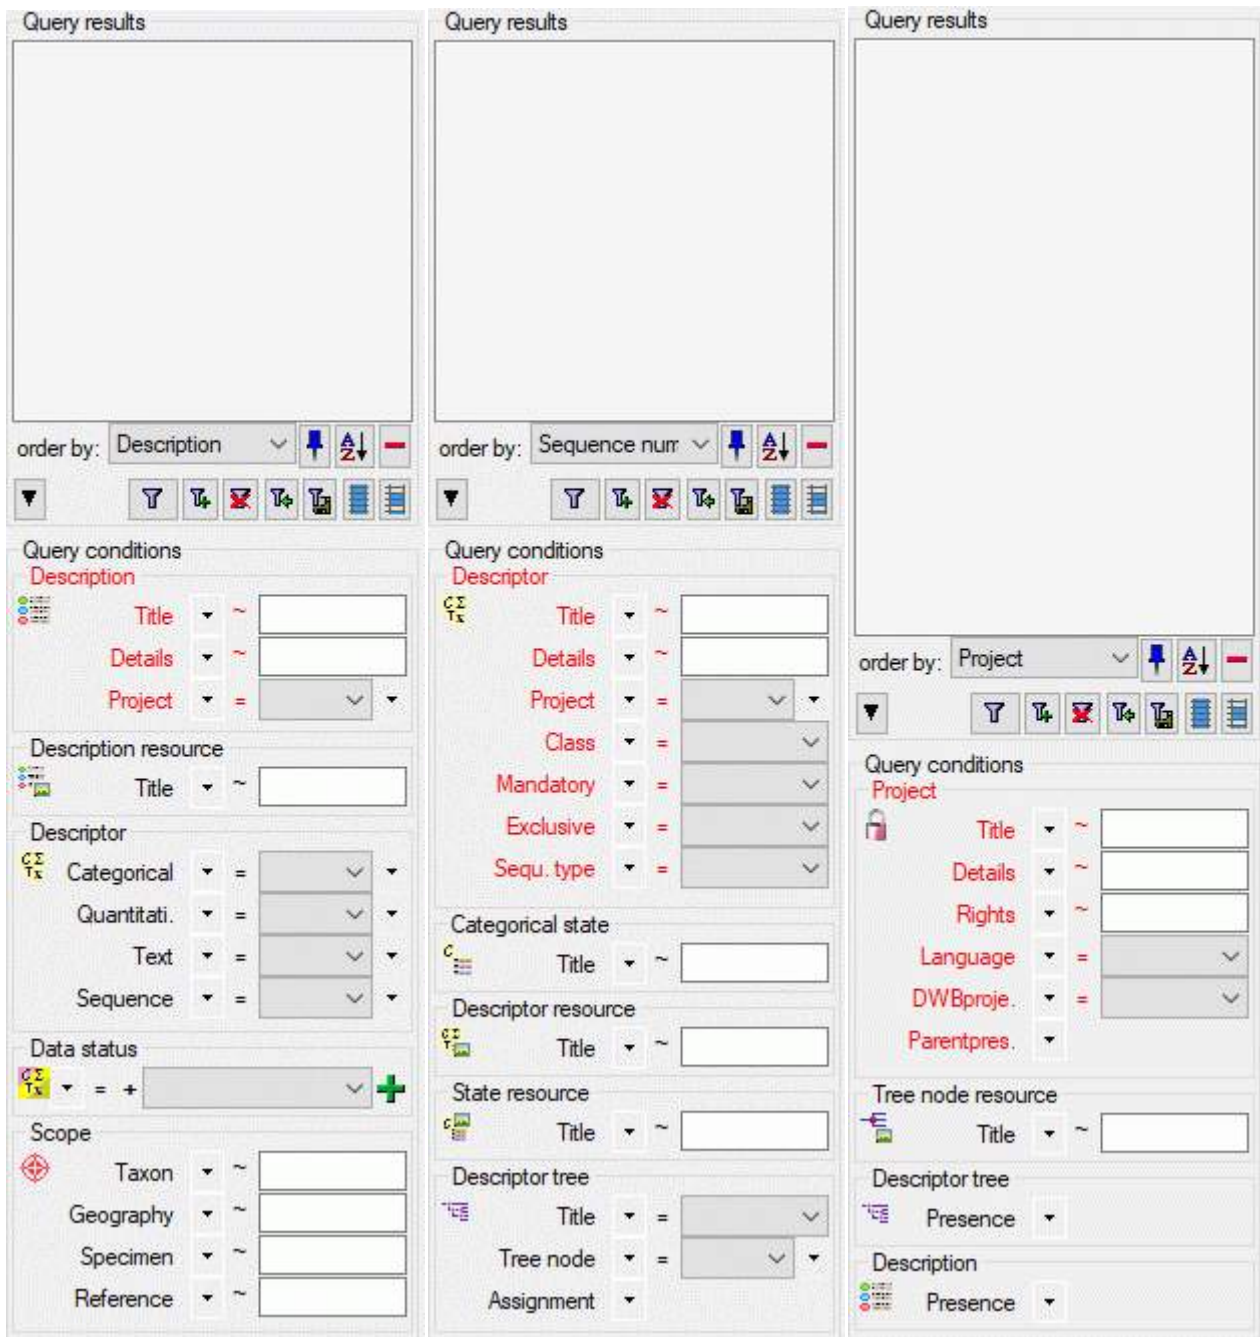 Query results
order by: Description
Query conditions
Description
Title ~
Details ~
Project =
Description resource
Title ~
Descriptor
Categorical =
Quantitati. =
Text =
Sequence =
Data status
= +
Scope
Taxon ~
Geography ~
Specimen ~
Reference ~
Query results
order by: Sequence num
Query conditions
Descriptor
Title ~
Details ~
Project =
Class =
Mandatory =
Exclusive =
Sequ. type =
Categorical state
Title ~
Descriptor resource
Title ~
State resource
Title ~
Descriptor tree
Title =
Tree node =
Assignment
Query results
order by: Project
Query conditions
Project
Title ~
Details ~
Rights ~
Language =
DWBproje. =
Parentpres.
Tree node resource
Title ~
Descriptor tree
Presence
Description
Presence